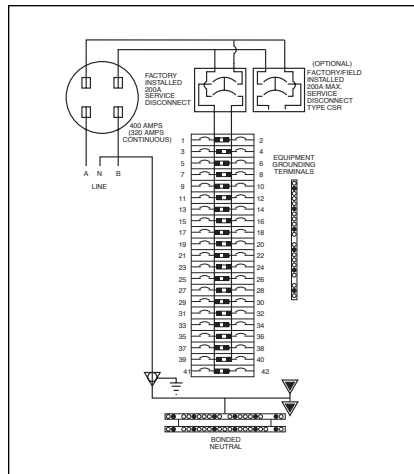 (OPTIONAL)
FACTORY/FIELD
INSTALLED
200A MAX.
SERVICE
DISCONNECT
TYPE CSR
FACTORY
INSTALLED
200A
SERVICE
DISCONNECT
400 AMPS
(320 AMPS
CONTINUOUS)
A N B
LINE
EQUIPMENT
GROUNDING
TERMINALS
1 2
3 4
5 6
7 8
9 10
11 12
13 14
15 16
17 18
19 20
21 22
23 24
25 26
27 28
29 30
31 32
33 34
35 36
37 38
39 40
41 42
BONDED
NEUTRAL